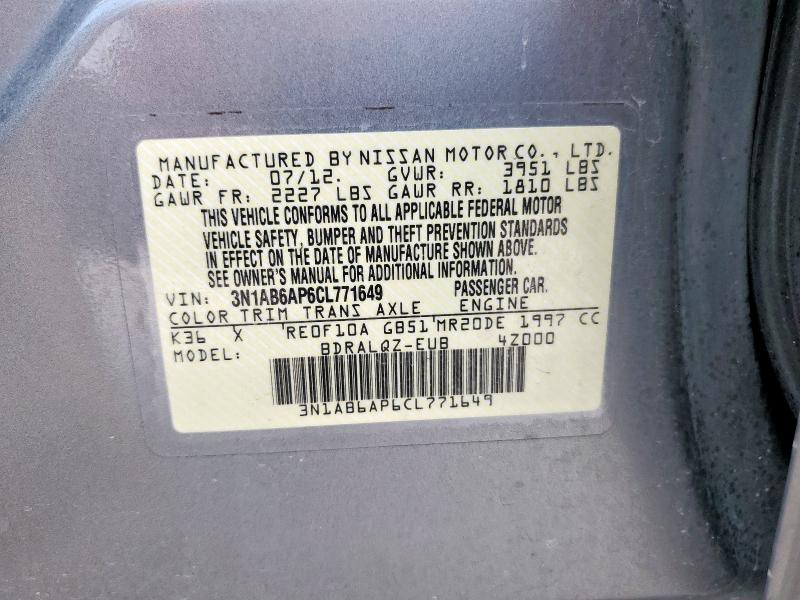 MANUFACTURED BY NISSAN MOTOR CO., LTD.
DATE: 07/12. GVWR: 3951 LBS
GAWR FR: 2227 LBS GAWR RR: 1810 LBS
THIS VEHICLE CONFORMS TO ALL APPLICABLE FEDERAL MOTOR
VEHICLE SAFETY, BUMPER AND THEFT PREVENTION STANDARDS
IN EFFECT ON THE DATE OF MANUFACTURE SHOWN ABOVE.
SEE OWNER'S MANUAL FOR ADDITIONAL INFORMATION.
VIN: 3N1AB6AP6CL771649 PASSENGER CAR.
COLOR TRIM TRANS AXLE ENGINE
K36 X RE0F10A GB51 MR20DE 1997 CC
MODEL: BDRALQZ-EUB 4Z000
3N1AB6AP6CL771649